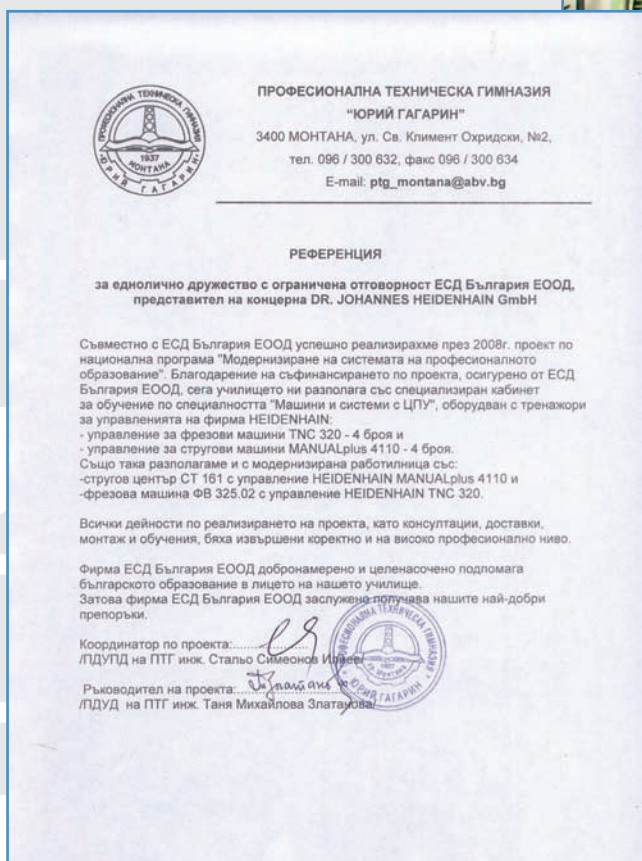 ПРОФЕСИОНАЛНА ТЕХНИЧЕСКА ГИМНАЗИЯ
"ЮРИЙ ГАГАРИН"
3400 МОНТАНА, ул. Св. Климент Охридски, №2,
тел. 096 / 300 632, факс 096 / 300 634
E-mail: ptg_montana@abv.bg
ПРОФЕСИОНАЛНА ТЕХНИЧЕСКА ГИМНАЗИЯ
1937
МОНТАНА
"ЮРИЙ ГАГАРИН"
РЕФЕРЕНЦИЯ
за еднолично дружество с ограничена отговорност ЕСД България ЕООД,
представител на концерна DR. JOHANNES HEIDENHAIN GmbH
Съвместно с ЕСД България ЕООД успешно реализирахме през 2008г. проект по
национална програма "Модернизиране на системата на професионалното
образование". Благодарение на съфинансирането по проекта, осигурено от ЕСД
България ЕООД, сега училището ни разполага със специализиран кабинет
за обучение по специалността "Машини и системи с ЦПУ", оборудван с тренажори
за управленията на фирма HEIDENHAIN:
- управление за фрезови машини TNC 320 - 4 броя и
- управление за стругови машини MANUALplus 4110 - 4 броя.
Също така разполагаме и с модернизирана работилница със:
-стругов център СТ 161 с управление HEIDENHAIN MANUALplus 4110 и
-фрезова машина ФВ 325.02 с управление HEIDENHAIN TNC 320.
Всички дейности по реализирането на проекта, като консултации, доставки,
монтаж и обучения, бяха извършени коректно и на високо професионално ниво.
Фирма ЕСД България ЕООД добронамерено и целенасочено подпомага
българското образование в лицето на нашето училище.
Затова фирма ЕСД България ЕООД заслужено получава нашите най-добри
препоръки.
Координатор по проекта:
/ПДУПД на ПТГ инж. Стальо Симеонов Илиев/
Ръководител на проекта:
/ПДУД на ПТГ инж. Таня Михайлова Златанова/